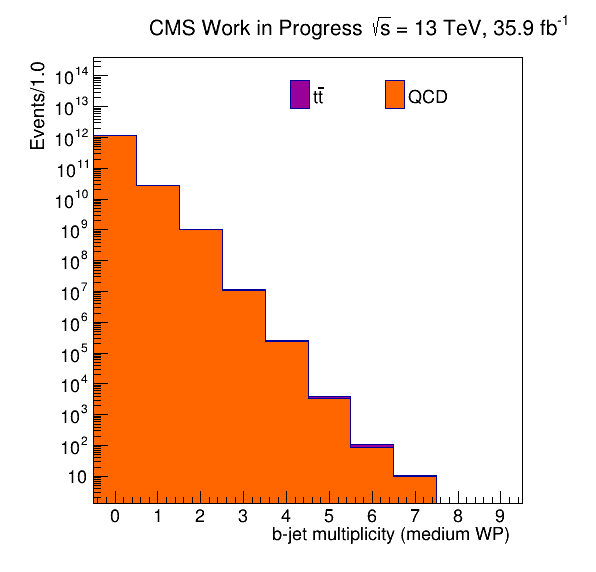 CMS Work in Progress √s = 13 TeV, 35.9 fb⁻¹
Events/1.0
tt̄
QCD
10¹⁴
10¹³
10¹²
10¹¹
10¹⁰
10⁹
10⁸
10⁷
10⁶
10⁵
10⁴
10³
10²
10
0 1 2 3 4 5 6 7 8 9
b-jet multiplicity (medium WP)